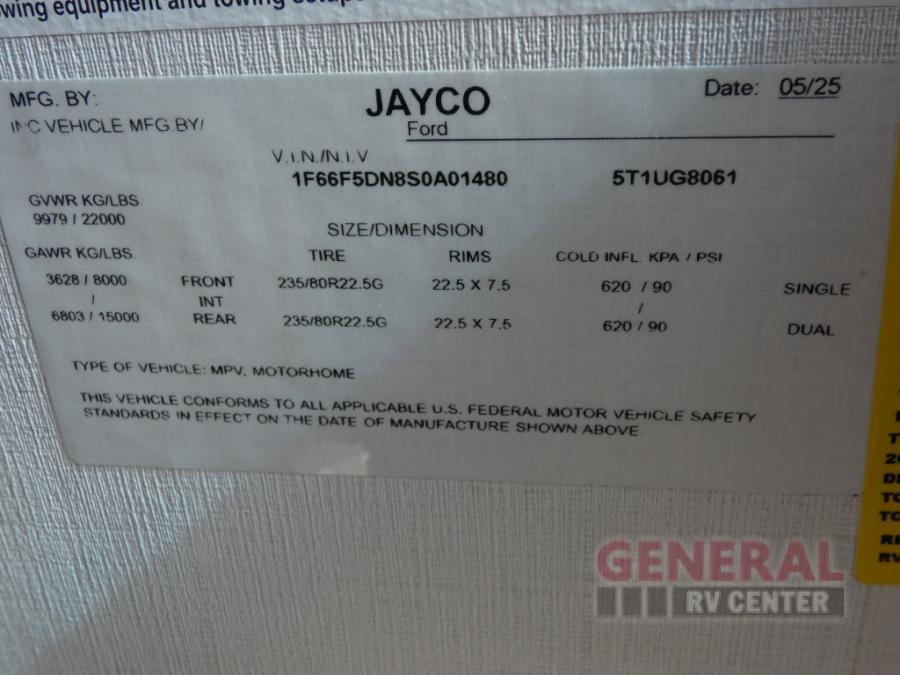 wing equipment and towing
MFG. BY: JAYCO Date: 05/25
INC VEHICLE MFG.BY/ Ford
V.I.N./N.I.V
1F66F5DN8S0A01480 5T1UG8061
GVWR KG/LBS.
9979 / 22000
SIZE/DIMENSION
GAWR KG/LBS. TIRE RIMS COLD INFL. KPA / PSI
3628 / 8000 FRONT 235/80R22.5G 22.5 X 7.5 620 / 90 SINGLE
/ INT /
6803 / 15000 REAR 235/80R22.5G 22.5 X 7.5 620 / 90 DUAL
TYPE OF VEHICLE: MPV, MOTORHOME
THIS VEHICLE CONFORMS TO ALL APPLICABLE U.S. FEDERAL MOTOR VEHICLE SAFETY
STANDARDS IN EFFECT ON THE DATE OF MANUFACTURE SHOWN ABOVE.
GENERAL
RV CENTER